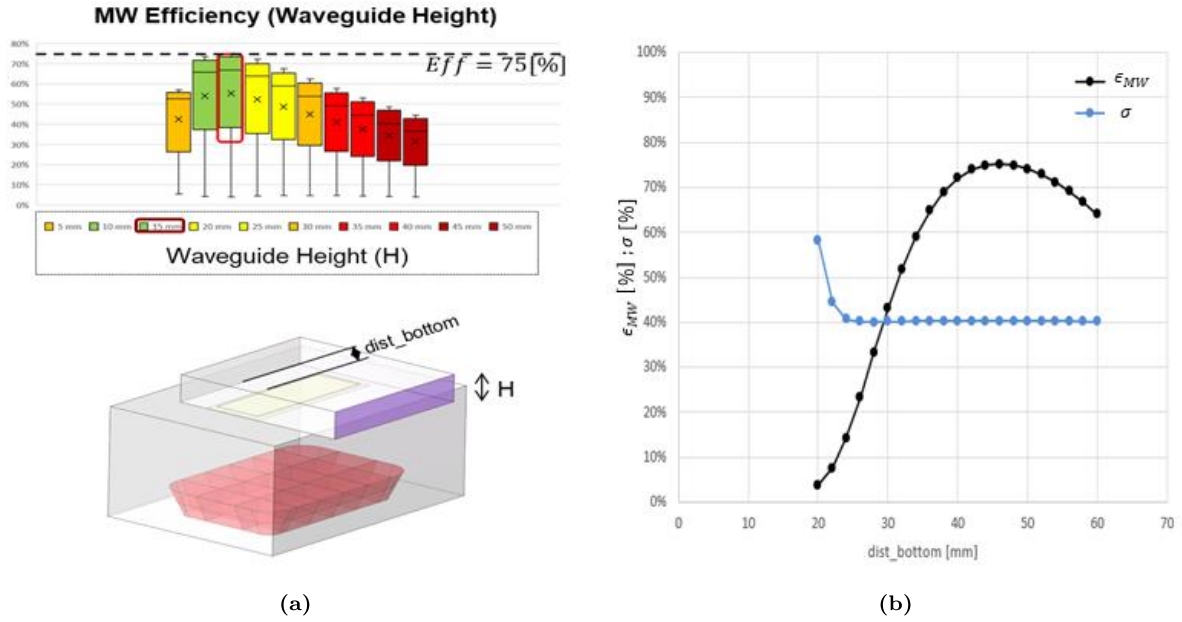 MW Efficiency (Waveguide Height)
80%
70%
60%
50%
40%
30%
20%
10%
0%
Eff = 75[%]
5 mm 10 mm 15 mm 20 mm 25 mm 30 mm 35 mm 40 mm 45 mm 50 mm
Waveguide Height (H)
dist_bottom
H
(a)
100%
90%
80%
70%
60%
50%
40%
30%
20%
10%
0%
ϵMW [%] ; σ [%]
ϵMW
σ
0 10 20 30 40 50 60 70
dist_bottom [mm]
(b)